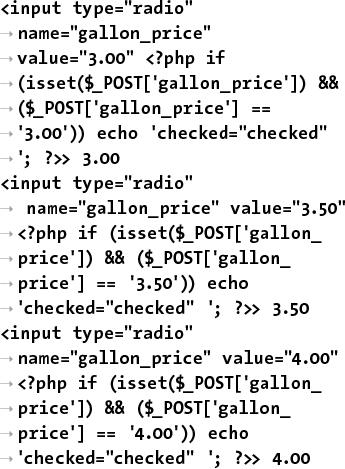 <input type="radio"
→ name="gallon_price"
→ value="3.00" <?php if
→ (isset($_POST['gallon_price']) &&
→ ($_POST['gallon_price'] ==
→ '3.00')) echo 'checked="checked"
→ '; ?>> 3.00
<input type="radio"
→ name="gallon_price" value="3.50"
→ <?php if (isset($_POST['gallon_
→ price']) && ($_POST['gallon_
→ price'] == '3.50')) echo
→ 'checked="checked" '; ?>> 3.50
<input type="radio"
→ name="gallon_price" value="4.00"
→ <?php if (isset($_POST['gallon_
→ price']) && ($_POST['gallon_
→ price'] == '4.00')) echo
→ 'checked="checked" '; ?>> 4.00